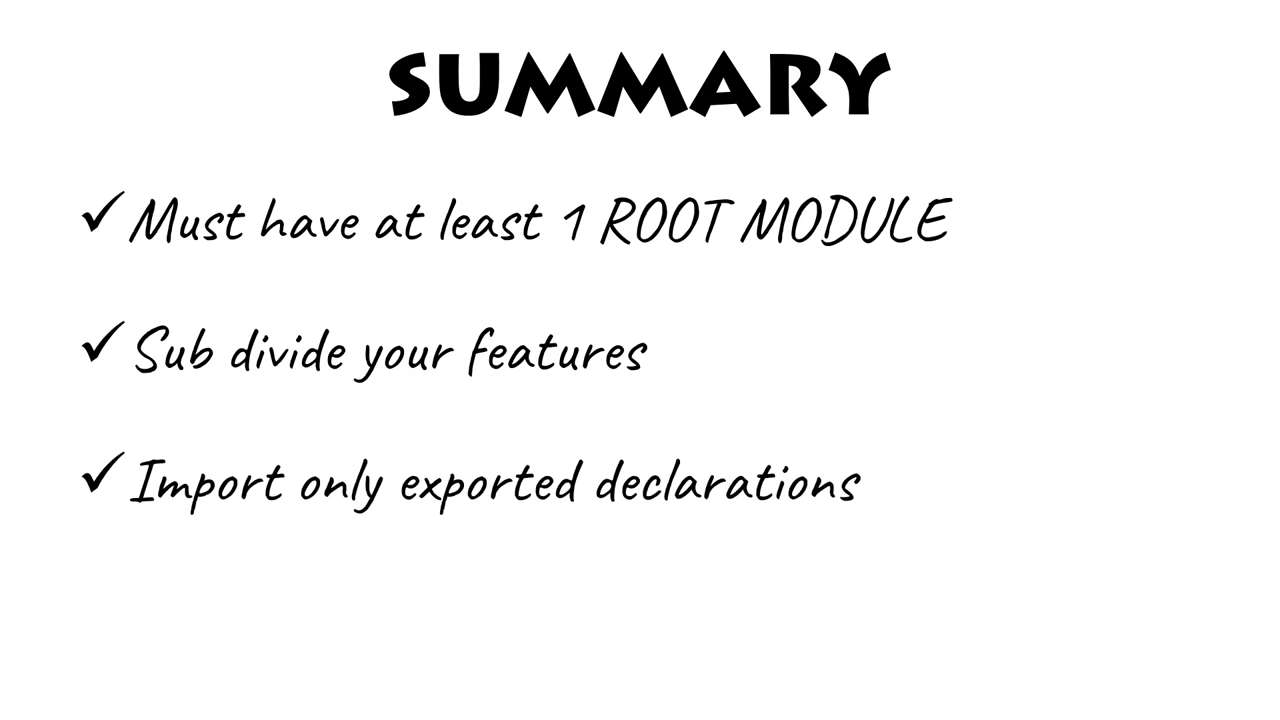 SUMMARY
✓ Must have at least 1 ROOT MODULE
✓ Sub divide your features
✓ Import only exported declarations